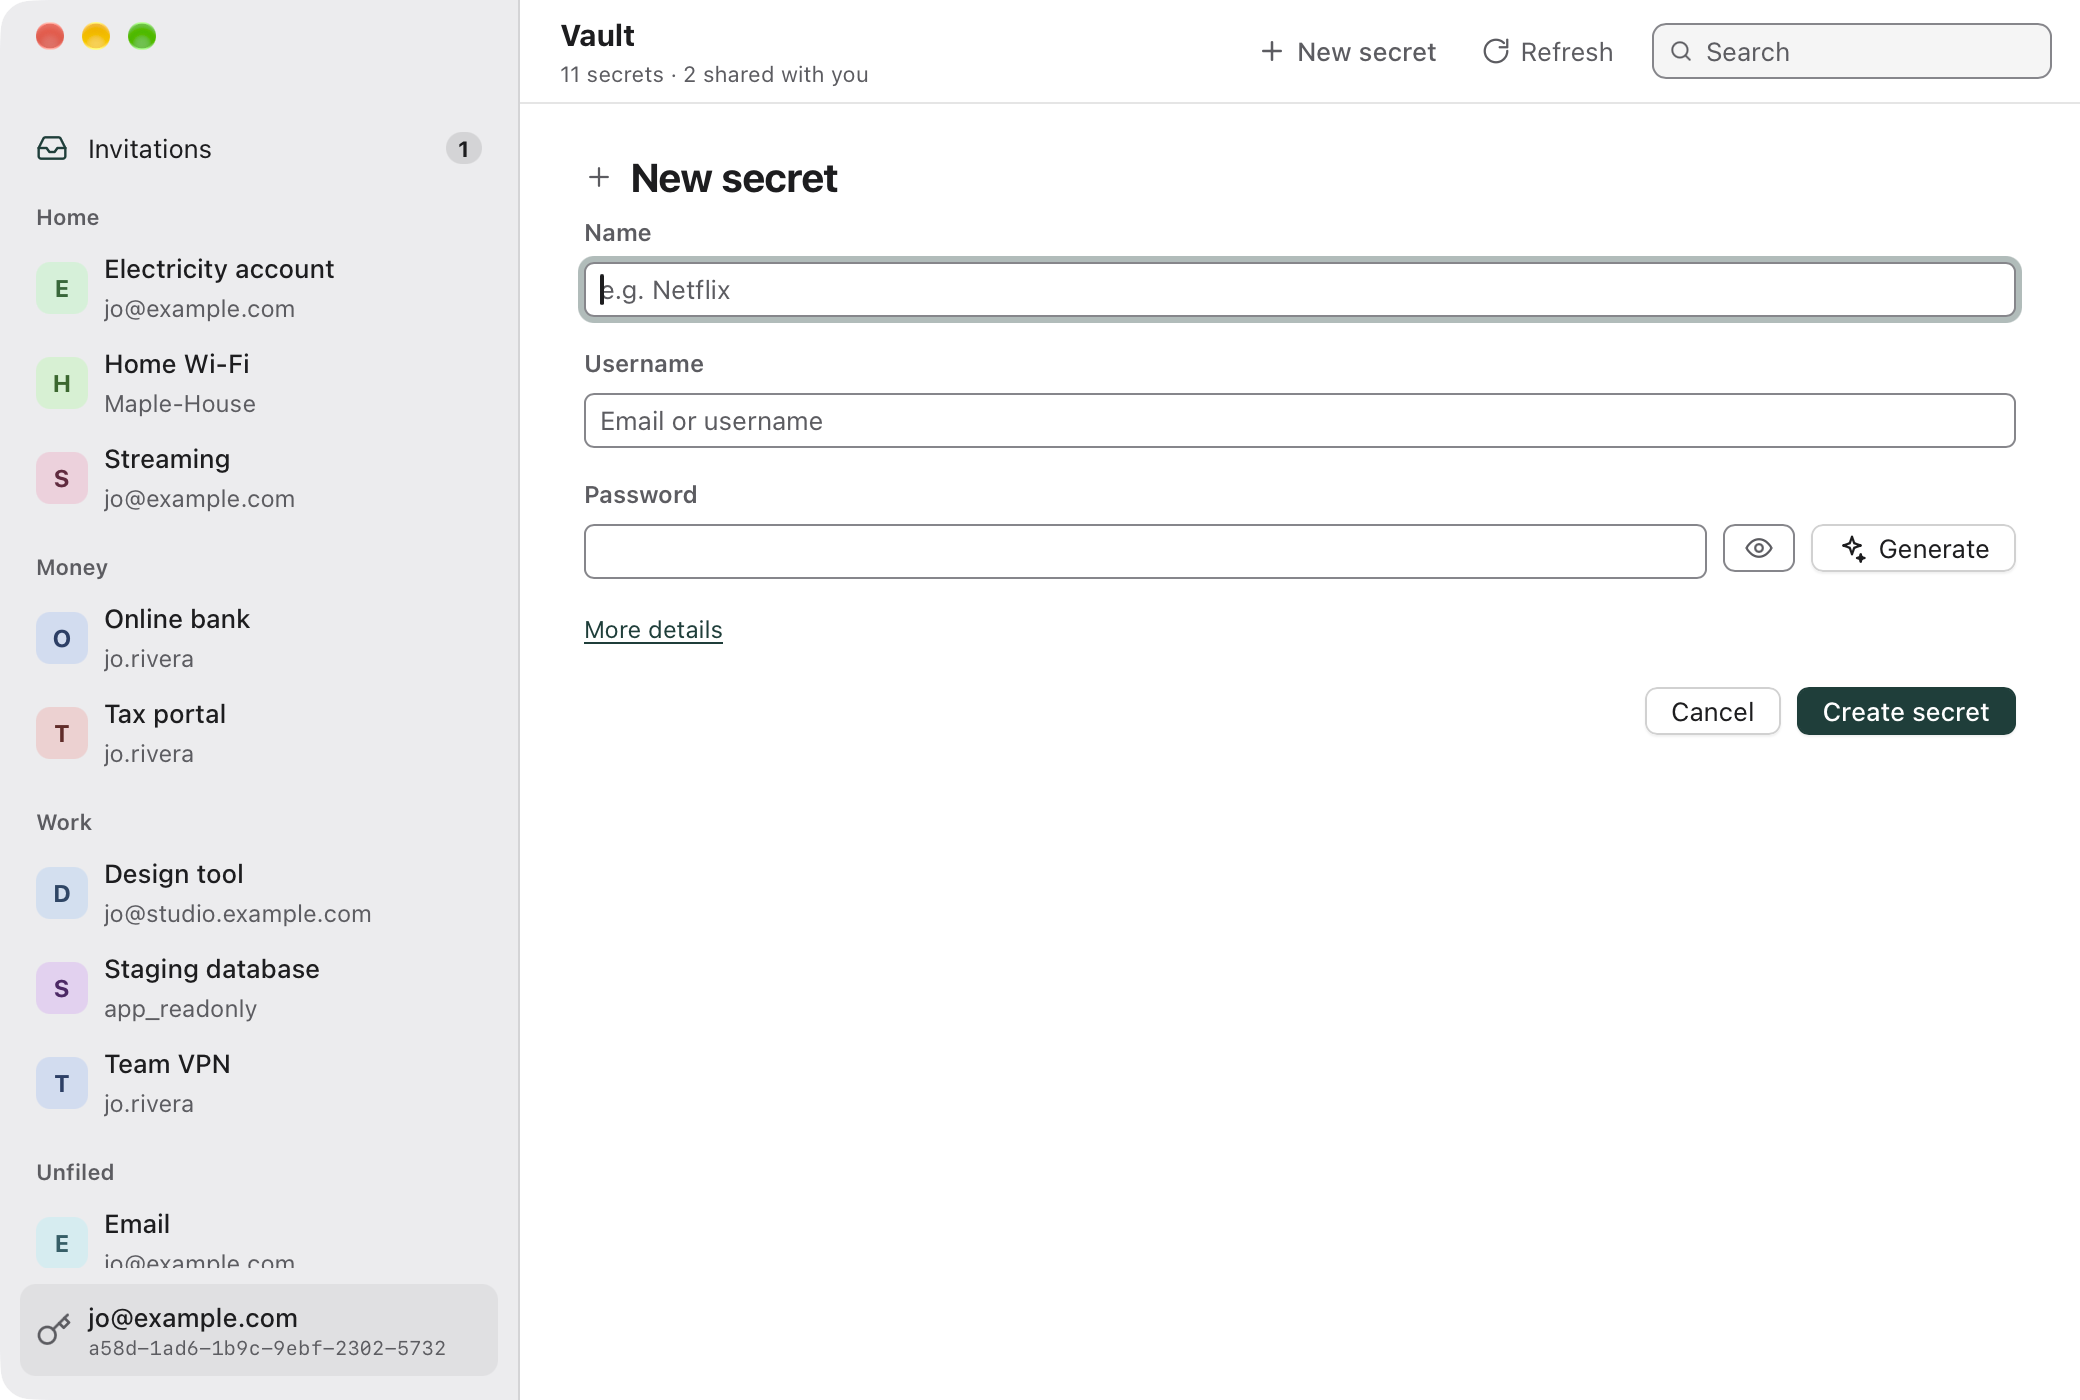 Invitations
1
Home
E
Electricity account
jo@example.com
H
Home Wi-Fi
Maple-House
S
Streaming
jo@example.com
Money
O
Online bank
jo.rivera
T
Tax portal
jo.rivera
Work
D
Design tool
jo@studio.example.com
S
Staging database
app_readonly
T
Team VPN
jo.rivera
Unfiled
E
Email
jo@example.com
jo@example.com
a58d-1ad6-1b9c-9ebf-2302-5732
Vault
11 secrets · 2 shared with you
New secret
Refresh
Search
New secret
Name
e.g. Netflix
Username
Email or username
Password
Generate
More details
Cancel
Create secret